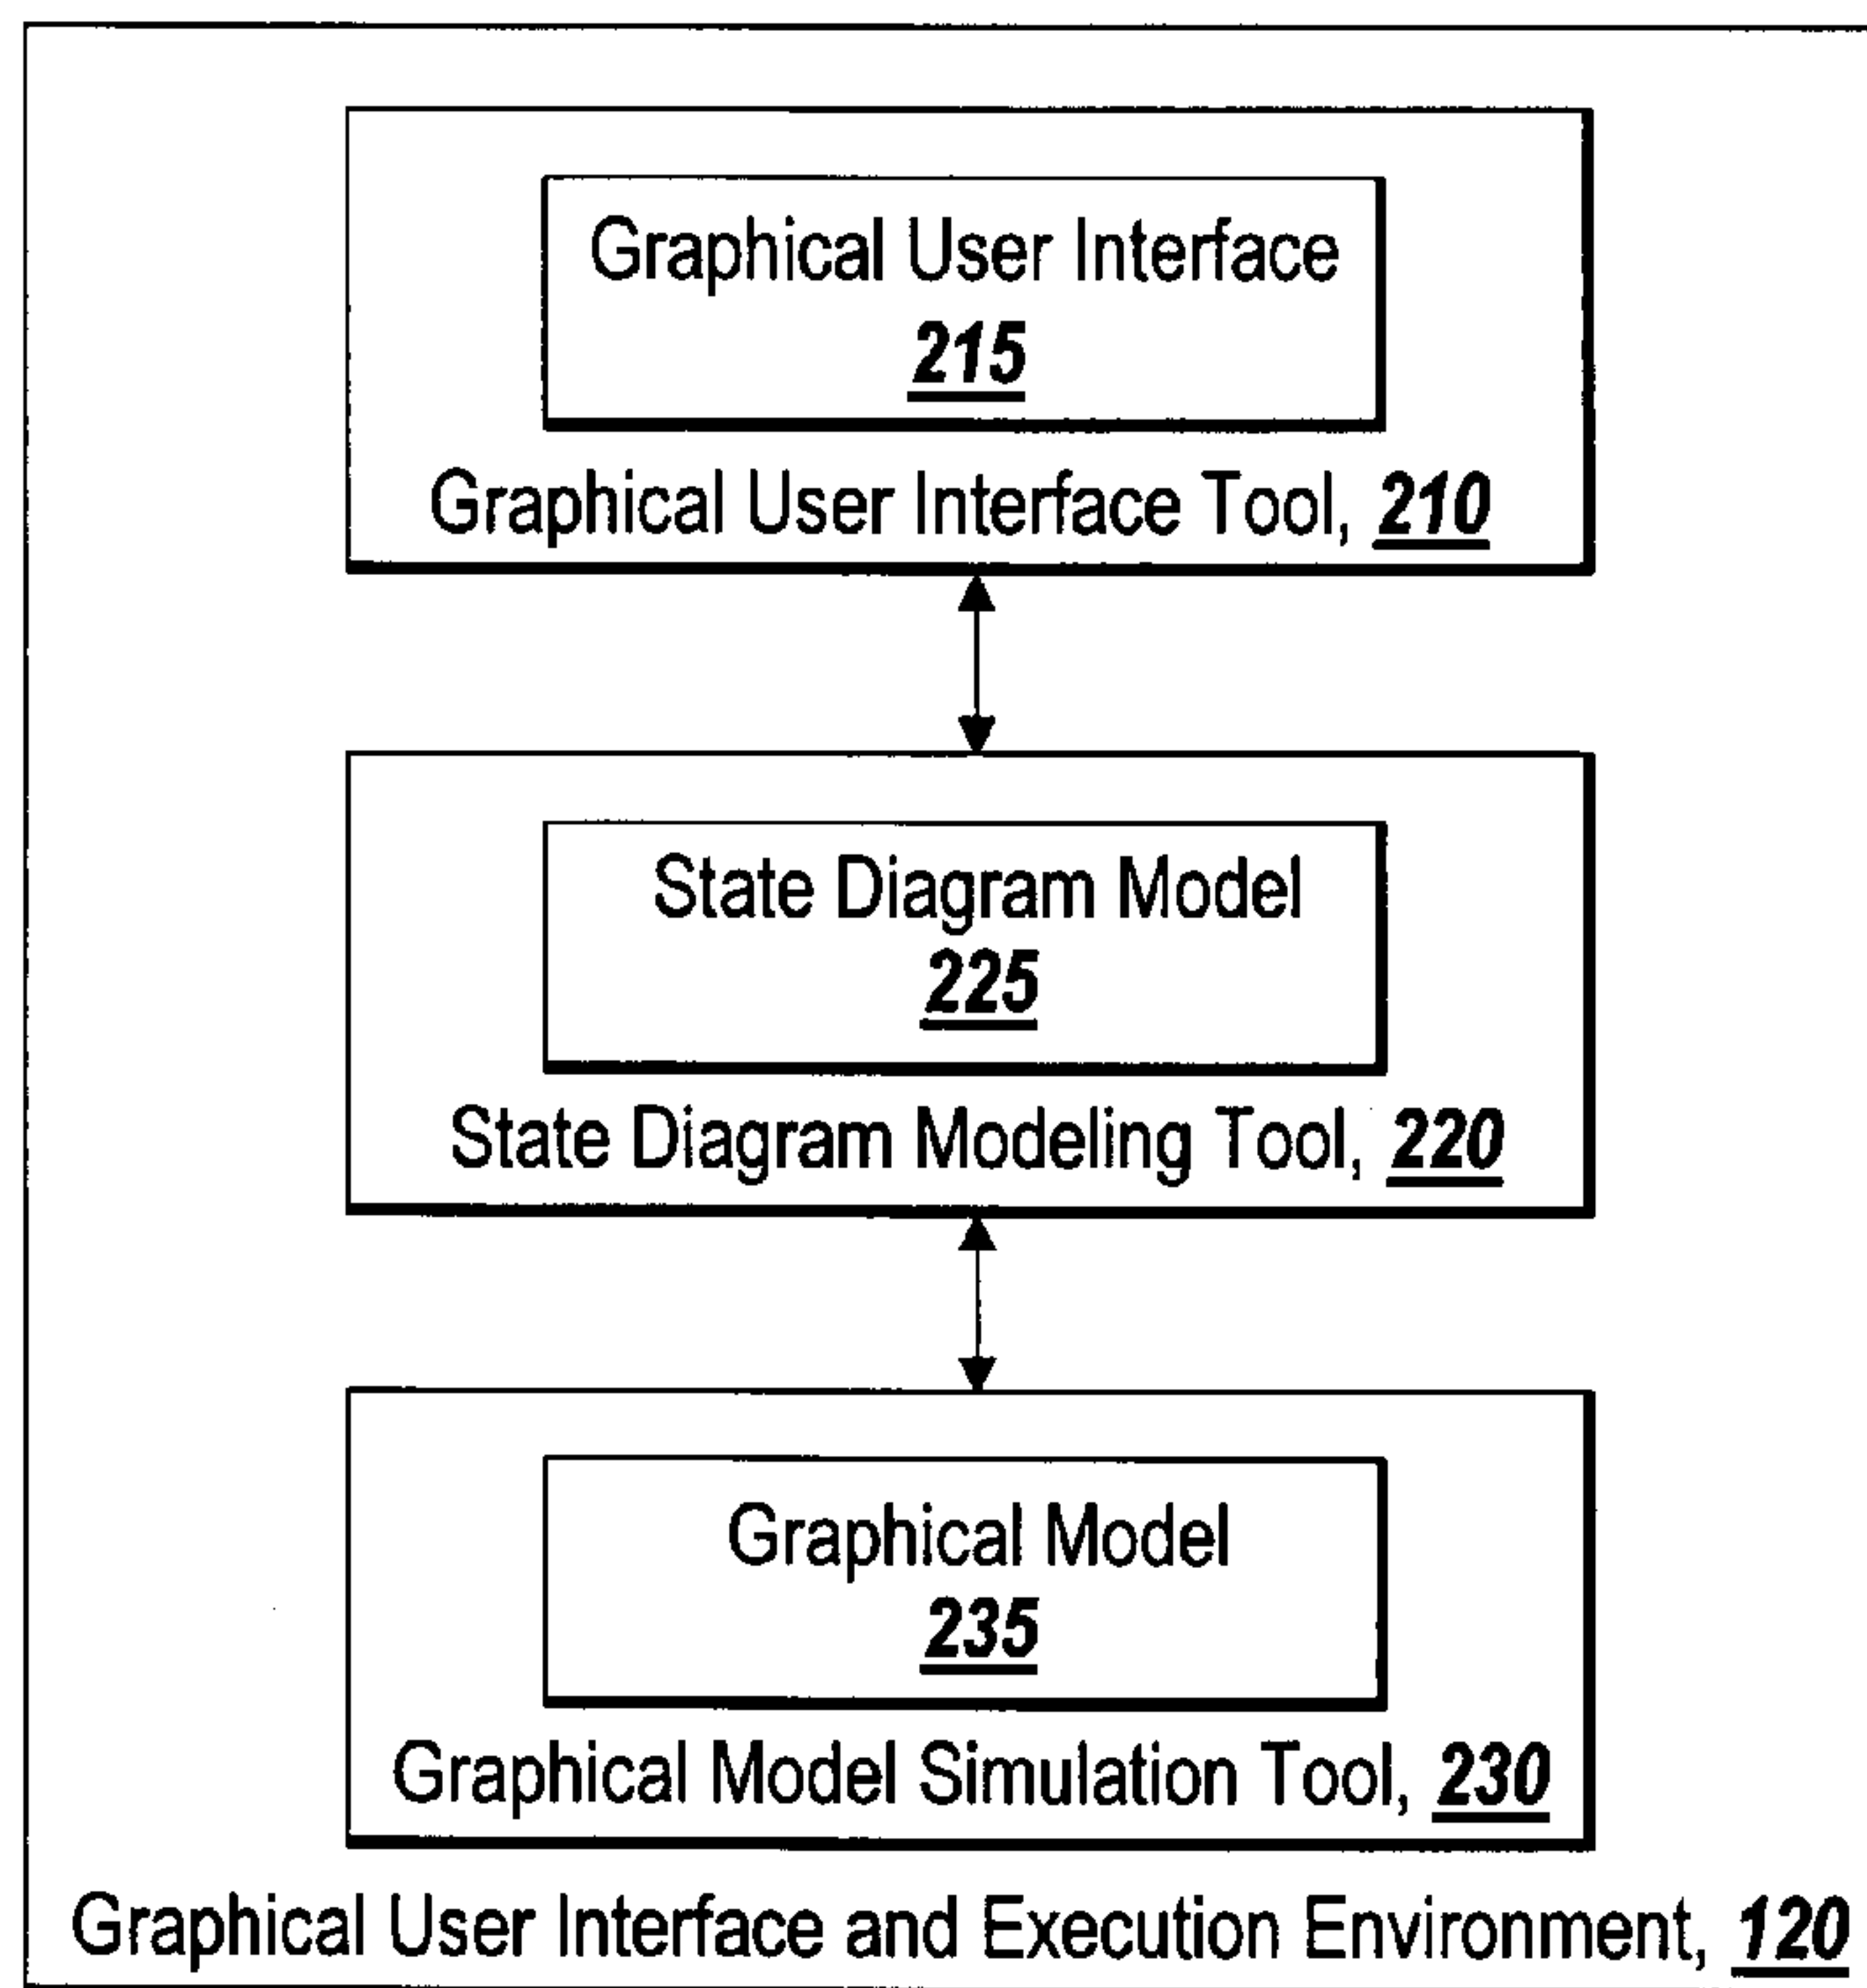 Graphical User Interface
215
Graphical User Interface Tool, 210
State Diagram Model
225
State Diagram Modeling Tool, 220
Graphical Model
235
Graphical Model Simulation Tool, 230
Graphical User Interface and Execution Environment, 120